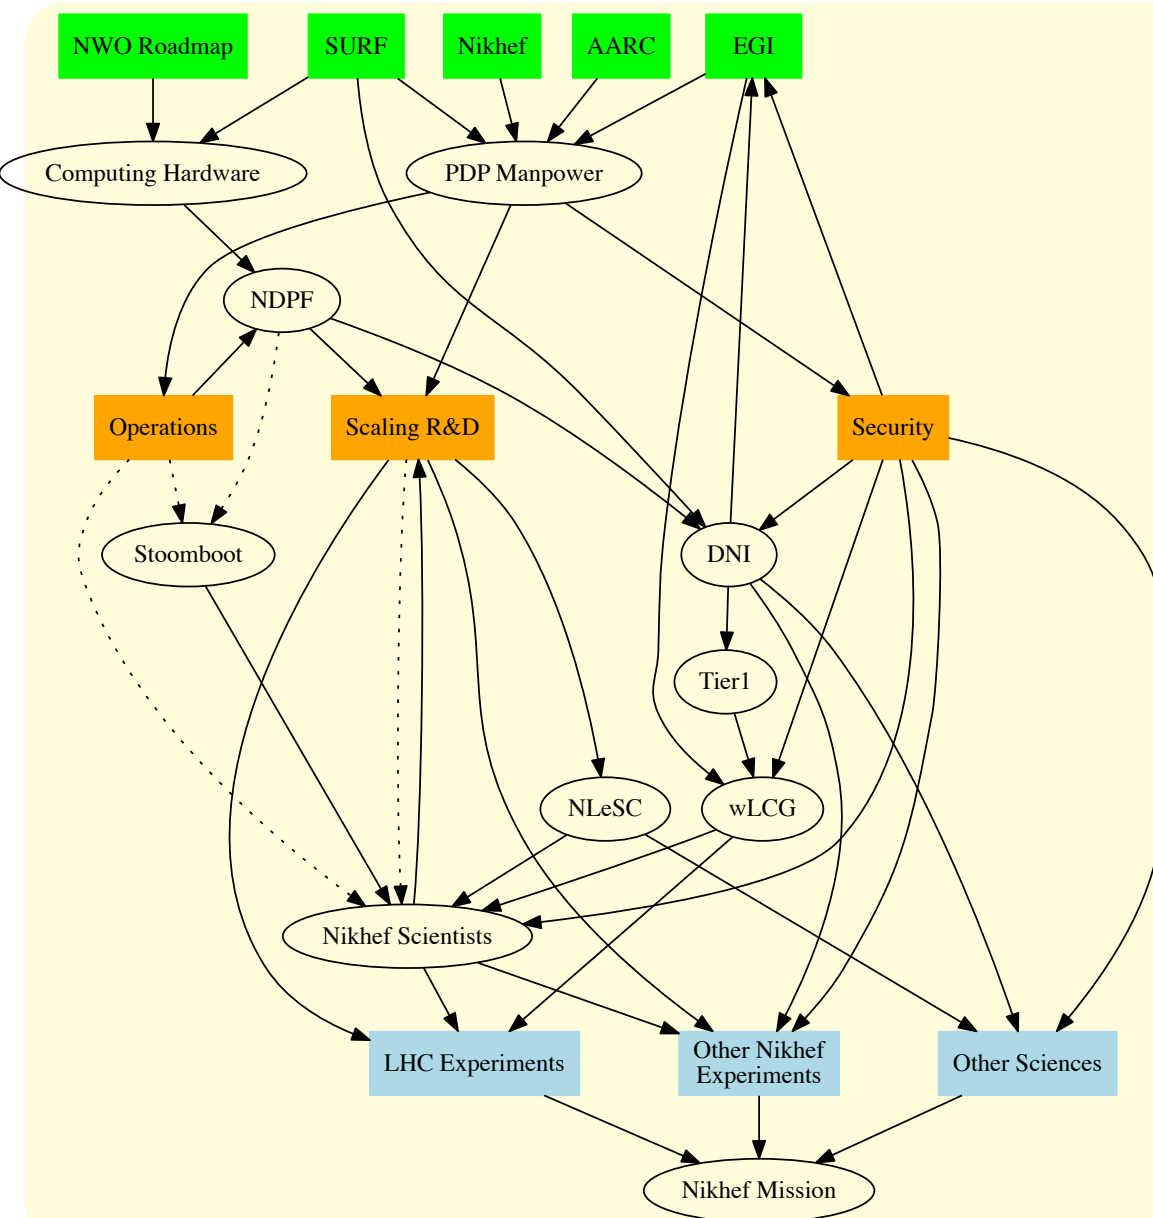 NWO Roadmap
SURF
Nikhef
AARC
EGI
Computing Hardware
PDP Manpower
NDPF
Operations
Scaling R&D
Security
Stoomboot
DNI
Tier1
NLeSC
wLCG
Nikhef Scientists
LHC Experiments
Other Nikhef
Experiments
Other Sciences
Nikhef Mission